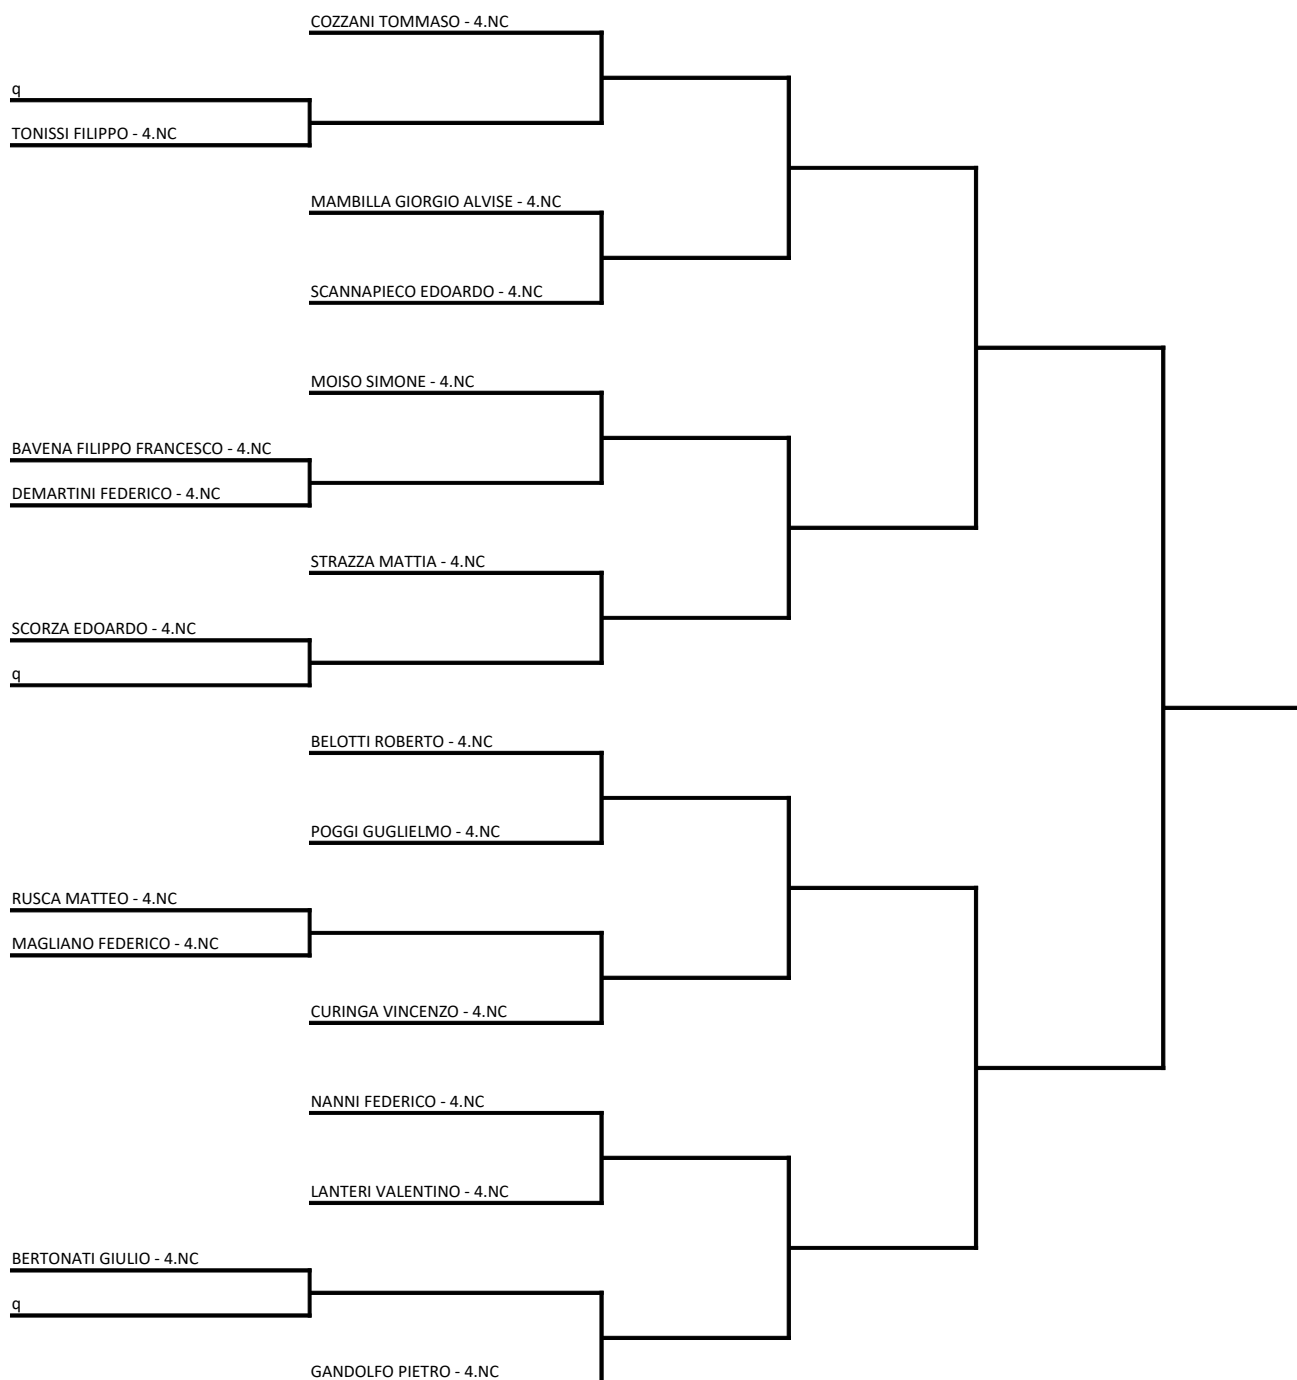 COZZANI TOMMASO - 4.NC
q
TONISSI FILIPPO - 4.NC
MAMBILLA GIORGIO ALVISE - 4.NC
SCANNAPIECO EDOARDO - 4.NC
MOISO SIMONE - 4.NC
BAVENA FILIPPO FRANCESCO - 4.NC
DEMARTINI FEDERICO - 4.NC
STRAZZA MATTIA - 4.NC
SCORZA EDOARDO - 4.NC
q
BELOTTI ROBERTO - 4.NC
POGGI GUGLIELMO - 4.NC
RUSCA MATTEO - 4.NC
MAGLIANO FEDERICO - 4.NC
CURINGA VINCENZO - 4.NC
NANNI FEDERICO - 4.NC
LANTERI VALENTINO - 4.NC
BERTONATI GIULIO - 4.NC
q
GANDOLFO PIETRO - 4.NC